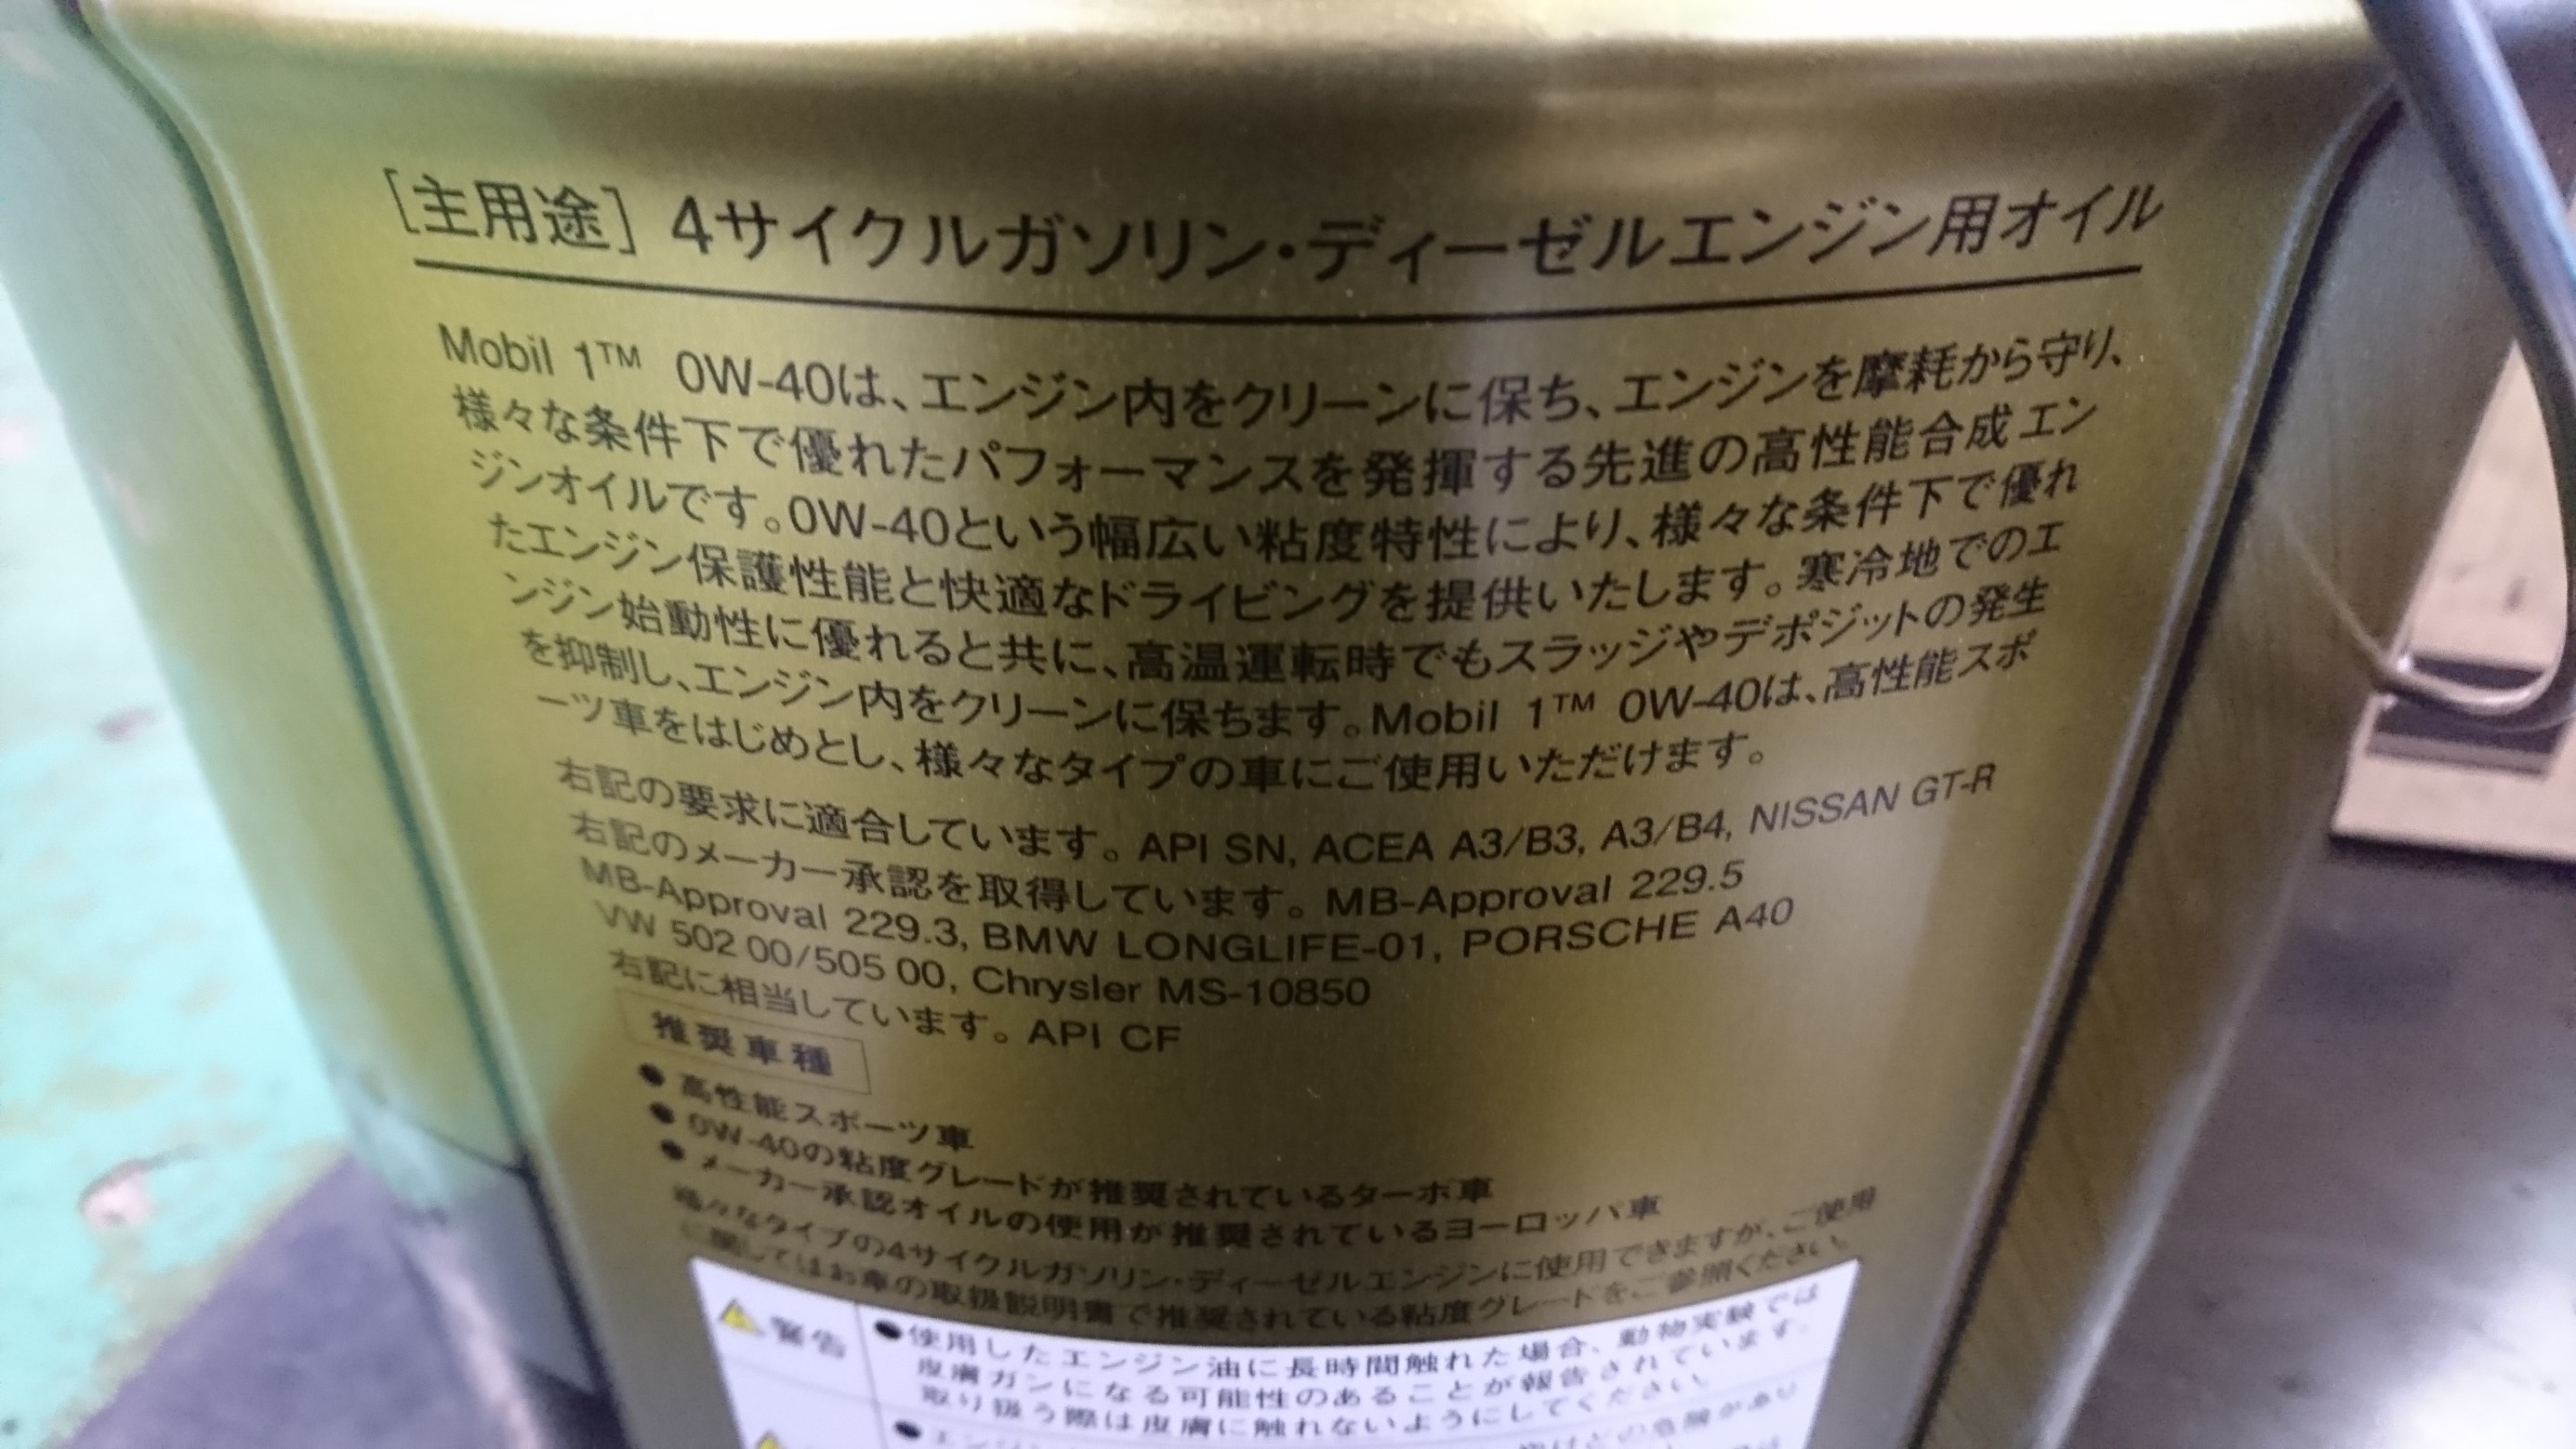 [主用途] 4サイクルガソリン・ディーゼルエンジン用オイル
Mobil 1™ 0W-40は、エンジン内をクリーンに保ち、エンジンを摩耗から守り、
様々な条件下で優れたパフォーマンスを発揮する先進の高性能合成エン
ジンオイルです。0W-40という幅広い粘度特性により、様々な条件下で優れ
たエンジン保護性能と快適なドライビングを提供いたします。寒冷地でのエ
ンジン始動性に優れると共に、高温運転時でもスラッジやデポジットの発生
を抑制し、エンジン内をクリーンに保ちます。Mobil 1™ 0W-40は、高性能スポ
ーツ車をはじめとし、様々なタイプの車にご使用いただけます。
右記の要求に適合しています。API SN, ACEA A3/B3, A3/B4, NISSAN GT-R
右記のメーカー承認を取得しています。MB-Approval 229.5
MB-Approval 229.3, BMW LONGLIFE-01, PORSCHE A40
VW 502 00/505 00, Chrysler MS-10850
右記に相当しています。API CF
推奨車種
● 高性能スポーツ車
● 0W-40の粘度グレードが推奨されているターボ車
● メーカー承認オイルの使用が推奨されているヨーロッパ車
様々なタイプの4サイクルガソリン・ディーゼルエンジンに使用できますが、ご使用
に関してはお車の取扱説明書で推奨されている粘度グレードをご参照ください。
警告
●使用したエンジン油に長時間触れた場合、動物実験では
皮膚ガンになる可能性のあることが報告されています。
取り扱う際は皮膚に触れないようにしてください。